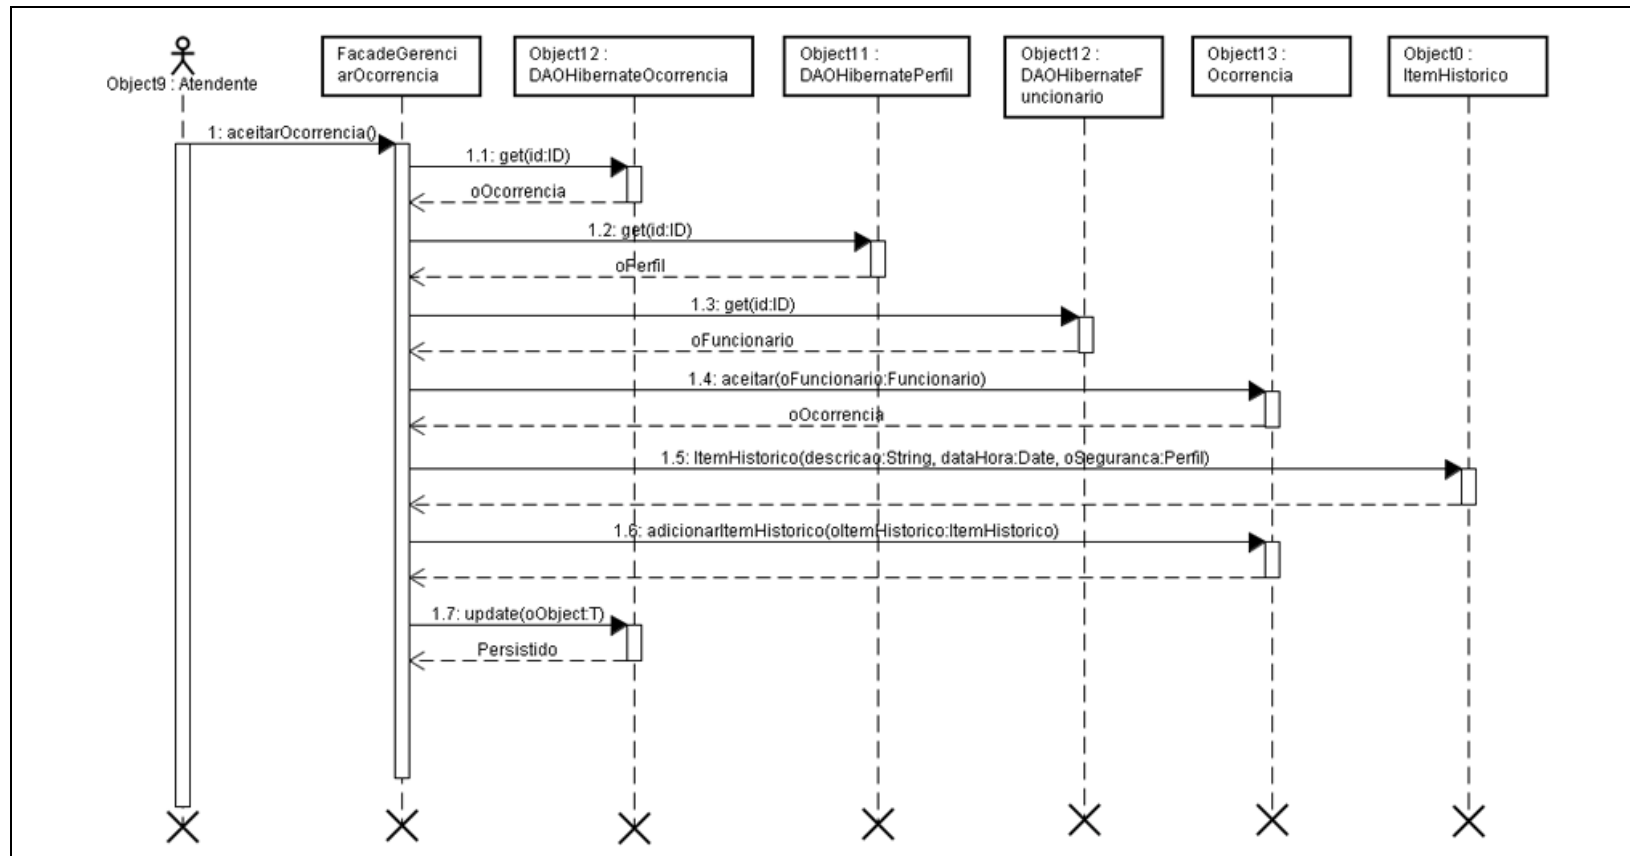 Object9 : Atendente
FacadeGerenci
arOcorrencia
Object12 :
DAOHibernateOcorrencia
Object11 :
DAOHibernatePerfil
Object12 :
DAOHibernateF
uncionario
Object13 :
Ocorrencia
Object0 :
ItemHistorico
1: aceitarOcorrencia()
1.1: get(id:ID)
oOcorrencia
1.2: get(id:ID)
oPerfil
1.3: get(id:ID)
oFuncionario
1.4: aceitar(oFuncionario:Funcionario)
oOcorrencia
1.5: ItemHistorico(descricao:String, dataHora:Date, oSeguranca:Perfil)
1.6: adicionarItemHistorico(oItemHistorico:ItemHistorico)
1.7: update(oObject:T)
Persistido